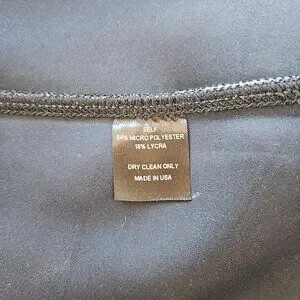 SELF
84% MICRO POLYESTER
16% LYCRA
DRY CLEAN ONLY
MADE IN USA